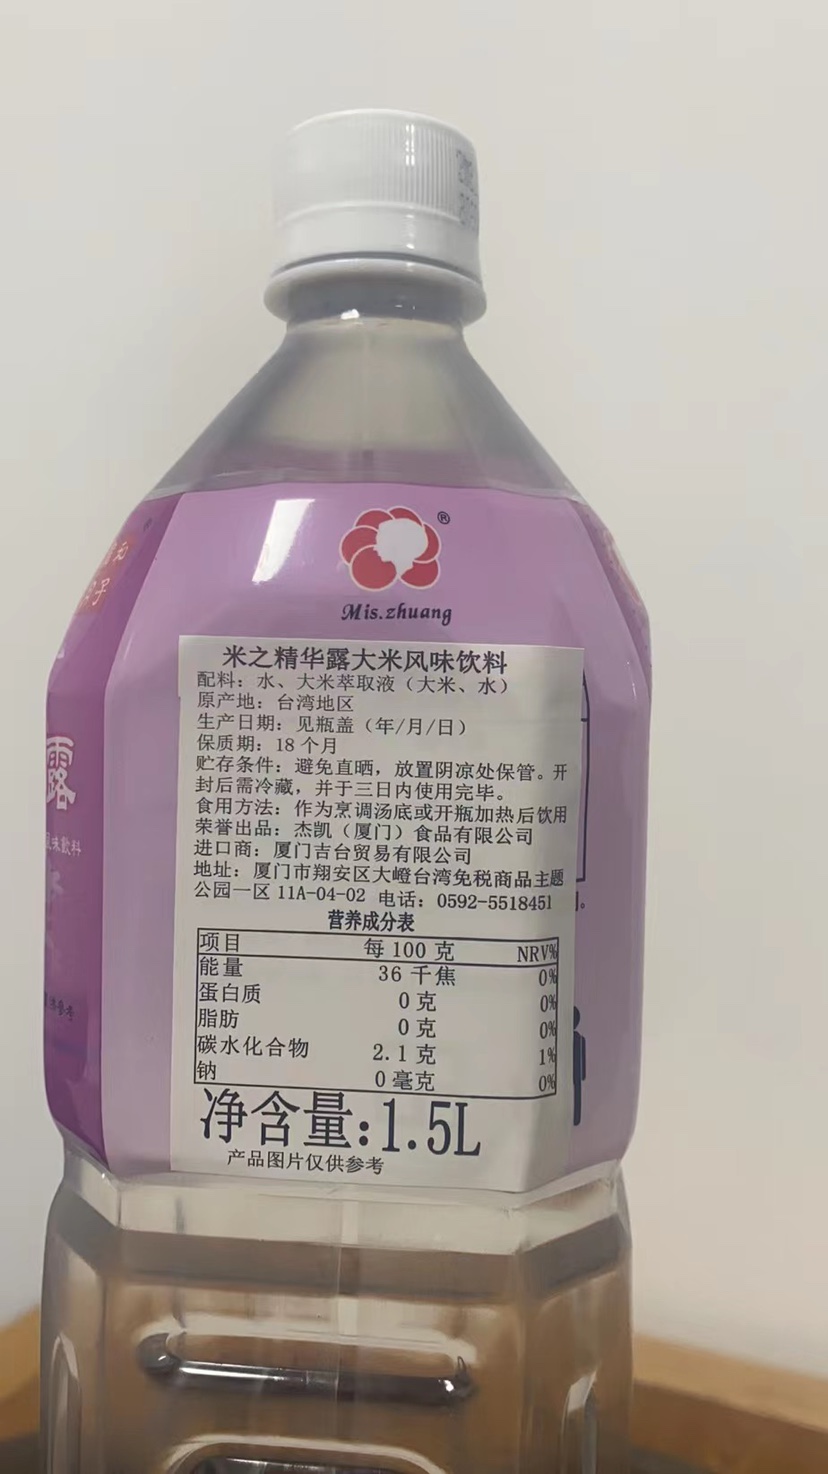 ®
Mis.zhuang
米之精华露大米风味饮料
配料：水、大米萃取液（大米、水）
原产地：台湾地区
生产日期：见瓶盖（年/月/日）
保质期：18个月
贮存条件：避免直晒，放置阴凉处保管。开
封后需冷藏，并于三日内使用完毕。
食用方法：作为烹调汤底或开瓶加热后饮用
荣誉出品：杰凯（厦门）食品有限公司
进口商：厦门吉台贸易有限公司
地址：厦门市翔安区大嶝台湾免税商品主题
公园一区11A-04-02 电话：0592-5518451
营养成分表
项目 每100克 NRV%
能量 36千焦 0%
蛋白质 0克 0%
脂肪 0克 0%
碳水化合物 2.1克 1%
钠 0毫克 0%
净含量:1.5L
产品图片仅供参考
露
味飲料